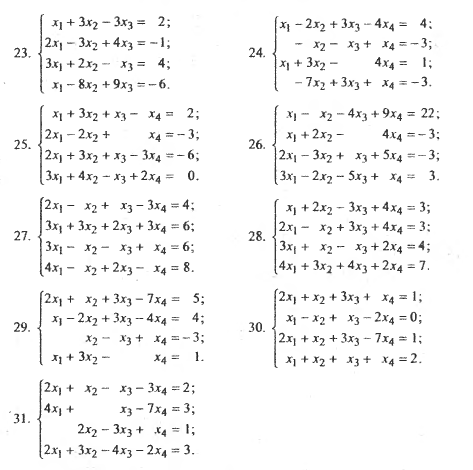 23. x1 + 3x2 − 3x3 = 2;
2x1 − 3x2 + 4x3 = −1;
3x1 + 2x2 − x3 = 4;
x1 − 8x2 + 9x3 = −6.
24. x1 − 2x2 + 3x3 − 4x4 = 4;
− x2 − x3 + x4 = −3;
x1 + 3x2 − 4x4 = 1;
− 7x2 + 3x3 + x4 = −3.
25. x1 + 3x2 + x3 − x4 = 2;
2x1 − 2x2 + x4 = −3;
2x1 + 3x2 + x3 − 3x4 = −6;
3x1 + 4x2 − x3 + 2x4 = 0.
26. x1 − x2 − 4x3 + 9x4 = 22;
x1 + 2x2 − 4x4 = −3;
2x1 − 3x2 + x3 + 5x4 = −3;
3x1 − 2x2 − 5x3 + x4 = 3.
27. 2x1 − x2 + x3 − 3x4 = 4;
3x1 + 3x2 + 2x3 + 3x4 = 6;
3x1 − x2 − x3 + x4 = 6;
4x1 − x2 + 2x3 − x4 = 8.
28. x1 + 2x2 − 3x3 + 4x4 = 3;
2x1 − x2 + 3x3 + 4x4 = 3;
3x1 + x2 − x3 + 2x4 = 4;
4x1 + 3x2 + 4x3 + 2x4 = 7.
29. 2x1 + x2 + 3x3 − 7x4 = 5;
x1 − 2x2 + 3x3 − 4x4 = 4;
x2 − x3 + x4 = −3;
x1 + 3x2 − x4 = 1.
30. 2x1 + x2 + 3x3 + x4 = 1;
x1 − x2 + x3 − 2x4 = 0;
2x1 + x2 + 3x3 − 7x4 = 1;
x1 + x2 + x3 + x4 = 2.
31. 2x1 + x2 − x3 − 3x4 = 2;
4x1 + x3 − 7x4 = 3;
2x2 − 3x3 + x4 = 1;
2x1 + 3x2 − 4x3 − 2x4 = 3.